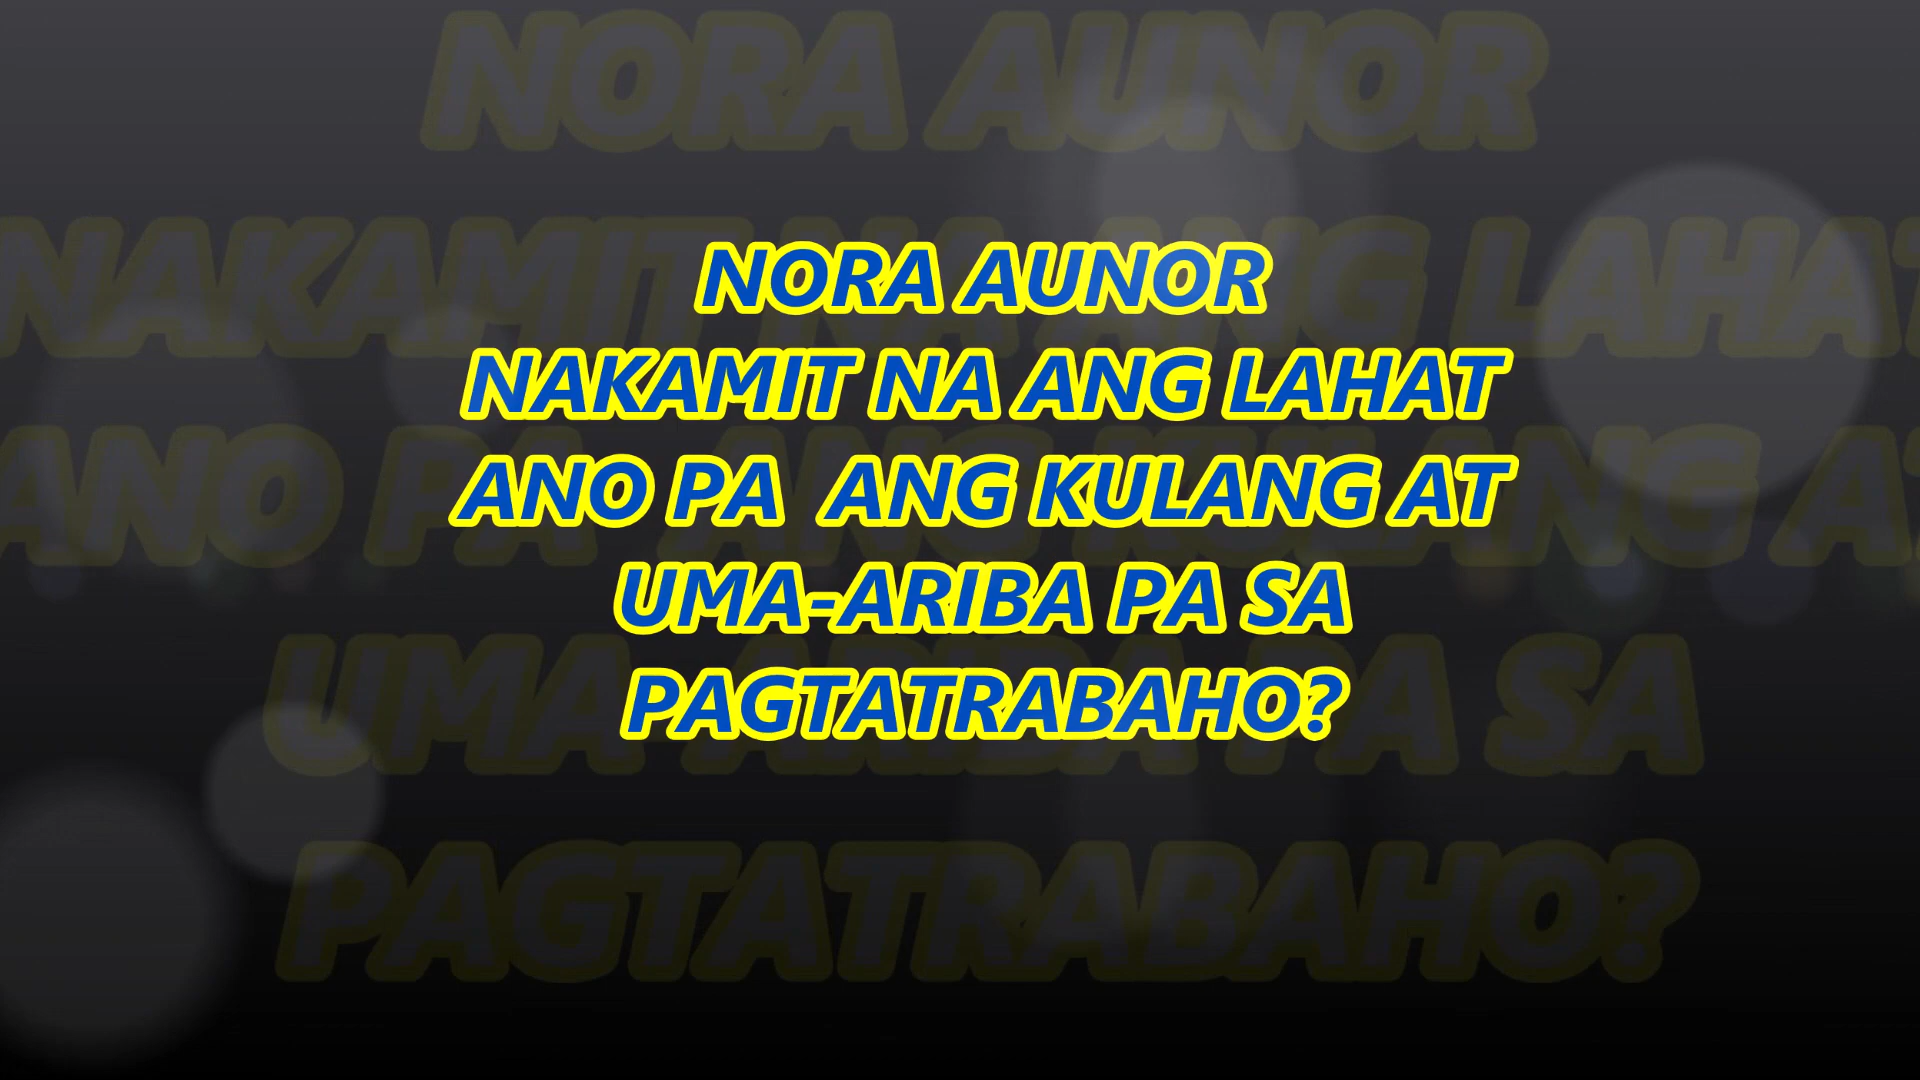 NORA AUNOR
NAKAMIT NA ANG LAHAT
ANO PA  ANG KULANG AT
UMA-ARIBA PA SA
PAGTATRABAHO?